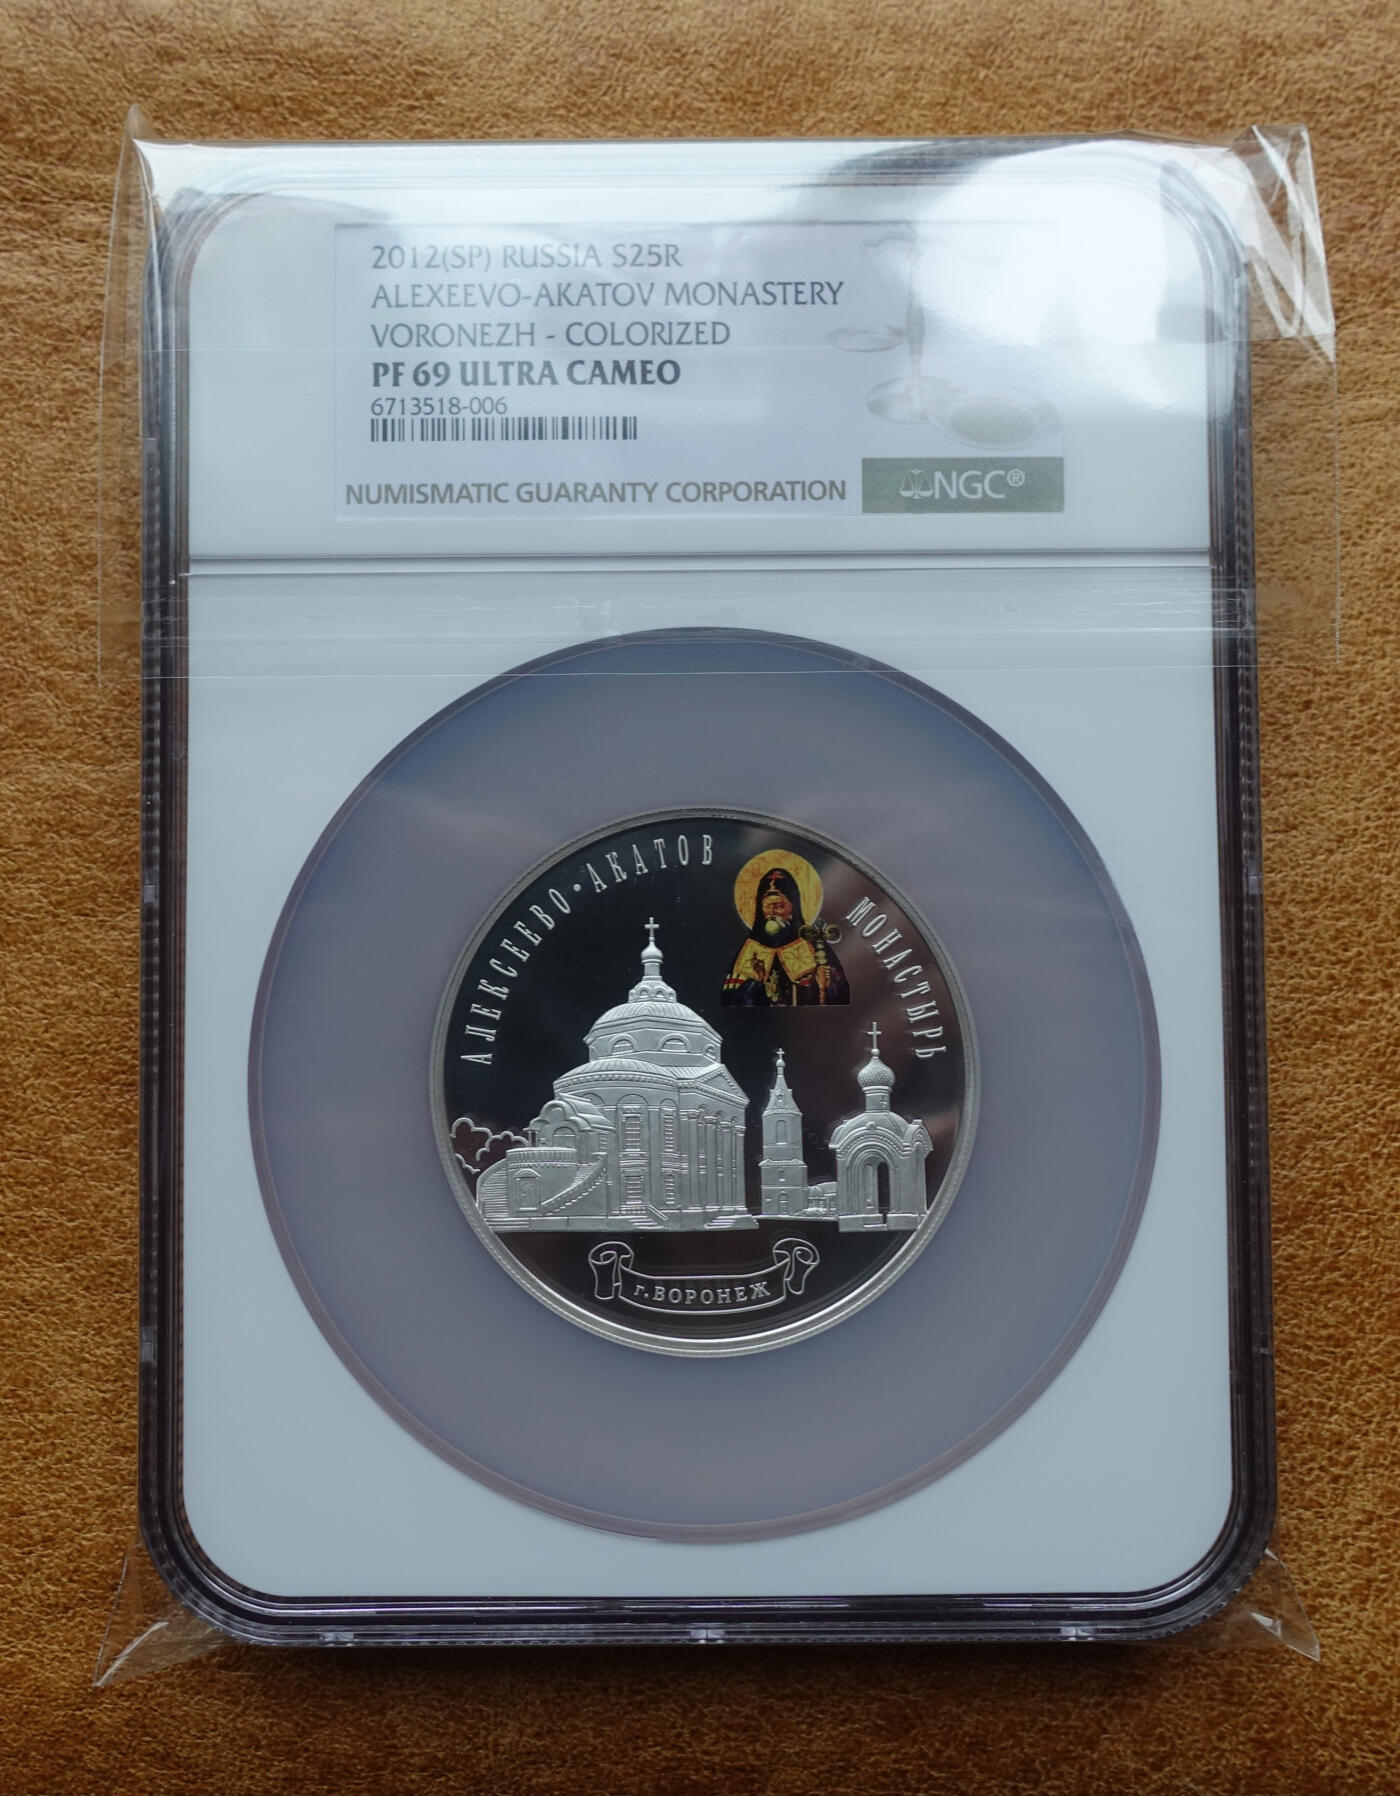 2012(SP) RUSSIA S25R
ALEXEEVO-AKATOV MONASTERY
VORONEZH - COLORIZED
PF 69 ULTRA CAMEO
6713518-006
NUMISMATIC GUARANTY CORPORATION
NGC®
АЛЕКСЕЕВО·АКАТОВ МОНАСТЫРЬ
г.ВОРОНЕЖ